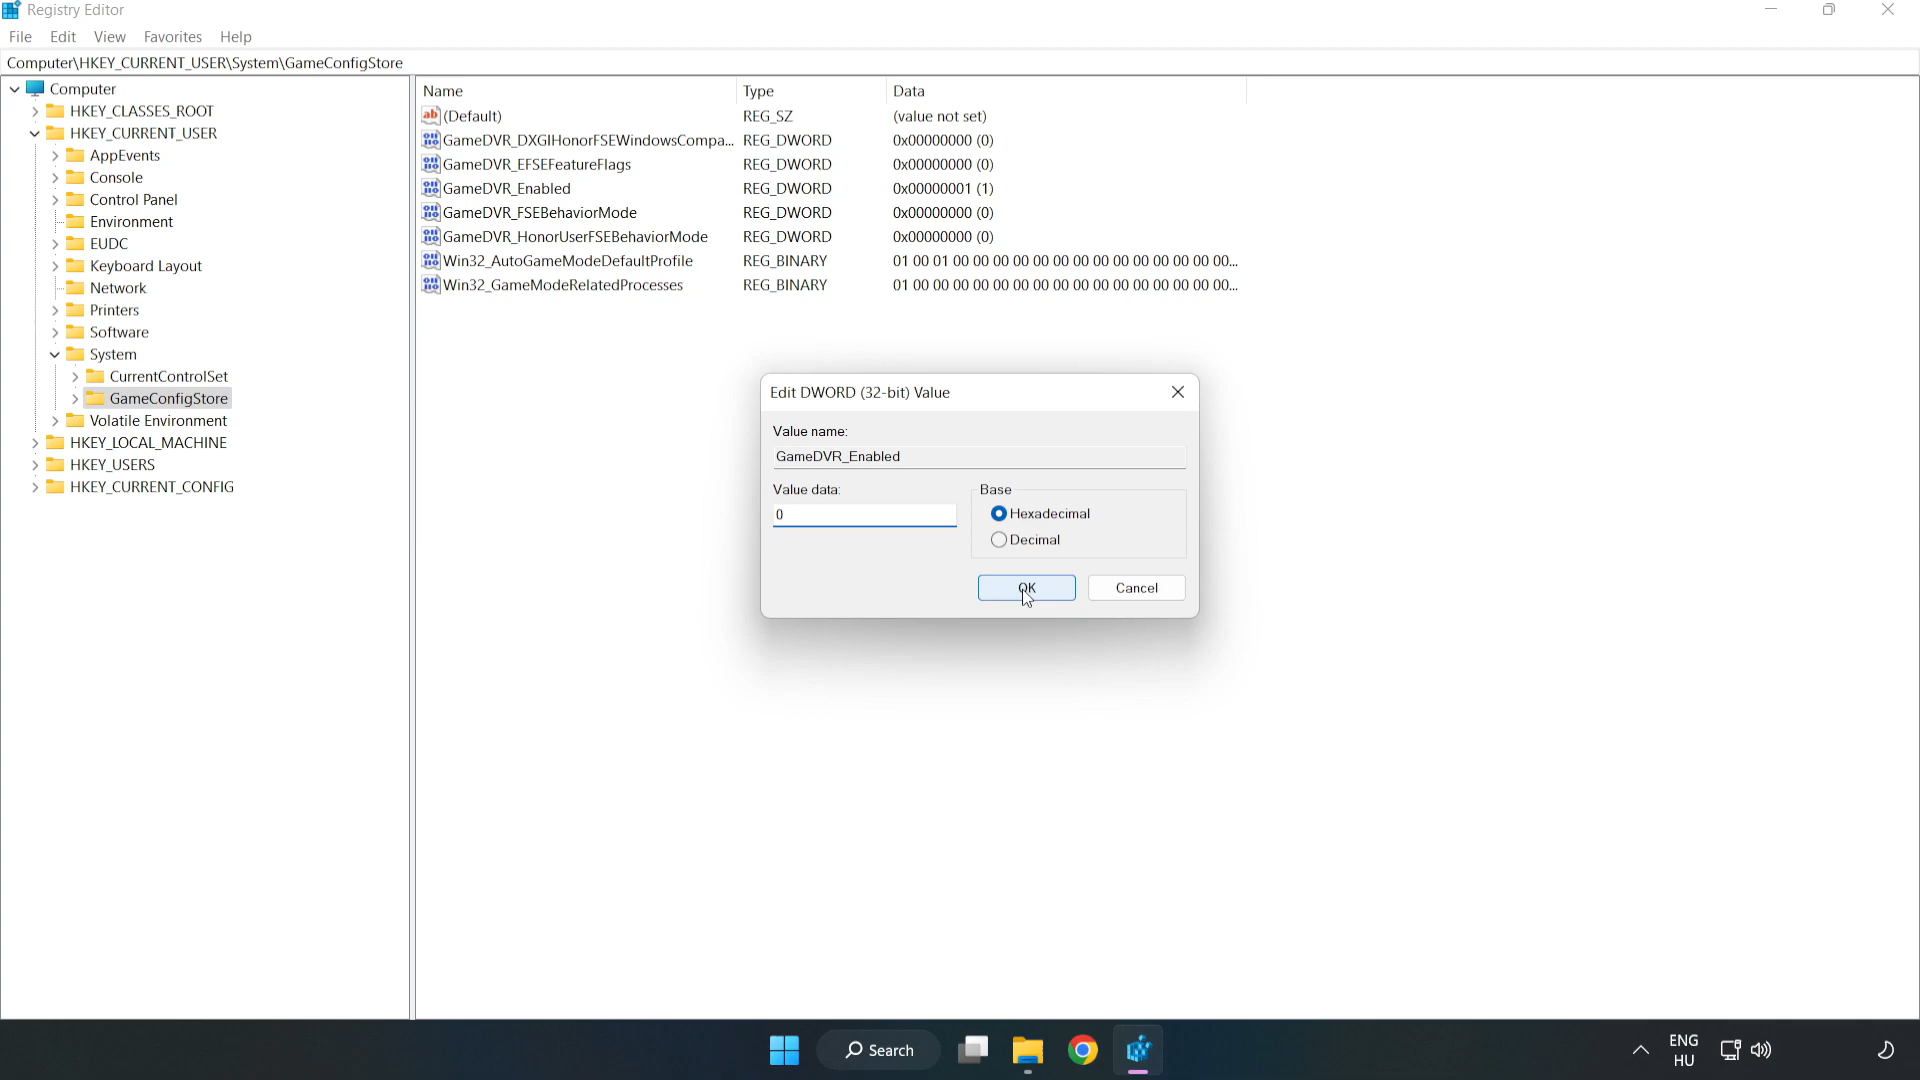 Registry Editor
File Edit View Favorites Help
Computer\HKEY_CURRENT_USER\System\GameConfigStore
Computer
HKEY_CLASSES_ROOT
HKEY_CURRENT_USER
AppEvents
Console
Control Panel
Environment
EUDC
Keyboard Layout
Network
Printers
Software
System
CurrentControlSet
GameConfigStore
Volatile Environment
HKEY_LOCAL_MACHINE
HKEY_USERS
HKEY_CURRENT_CONFIG
Name Type Data
(Default) REG_SZ (value not set)
GameDVR_DXGIHonorFSEWindowsCompa... REG_DWORD 0x00000000 (0)
GameDVR_EFSEFeatureFlags REG_DWORD 0x00000000 (0)
GameDVR_Enabled REG_DWORD 0x00000001 (1)
GameDVR_FSEBehaviorMode REG_DWORD 0x00000000 (0)
GameDVR_HonorUserFSEBehaviorMode REG_DWORD 0x00000000 (0)
Win32_AutoGameModeDefaultProfile REG_BINARY 01 00 01 00 00 00 00 00 00 00 00 00 00 00 00 00 00...
Win32_GameModeRelatedProcesses REG_BINARY 01 00 00 00 00 00 00 00 00 00 00 00 00 00 00 00 00...
Edit DWORD (32-bit) Value
Value name:
GameDVR_Enabled
Value data:
0
Base
Hexadecimal
Decimal
OK Cancel
Search
ENG
HU